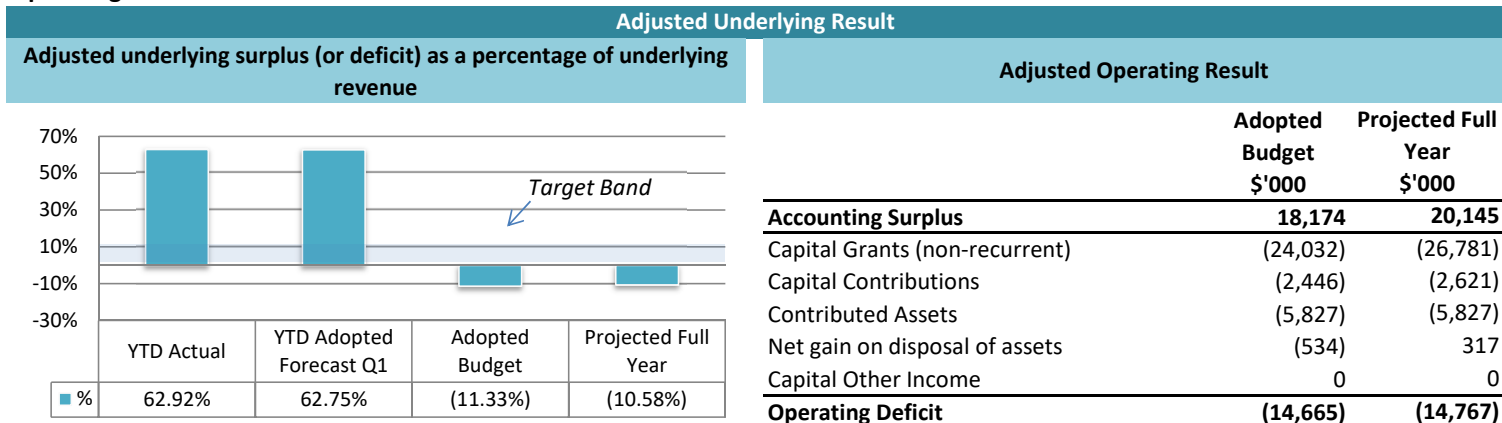 Adjusted Underlying Result
Adjusted underlying surplus (or deficit) as a percentage of underlying
revenue
70%
50%
30%
10%
-10%
-30%
Target Band
YTD Actual
YTD Adopted
Forecast Q1
Adopted
Budget
Projected Full
Year
% 62.92% 62.75% (11.33%) (10.58%)
Adjusted Operating Result
Adopted Projected Full
Budget Year
$'000 $'000
Accounting Surplus 18,174 20,145
Capital Grants (non-recurrent) (24,032) (26,781)
Capital Contributions (2,446) (2,621)
Contributed Assets (5,827) (5,827)
Net gain on disposal of assets (534) 317
Capital Other Income 0 0
Operating Deficit (14,665) (14,767)